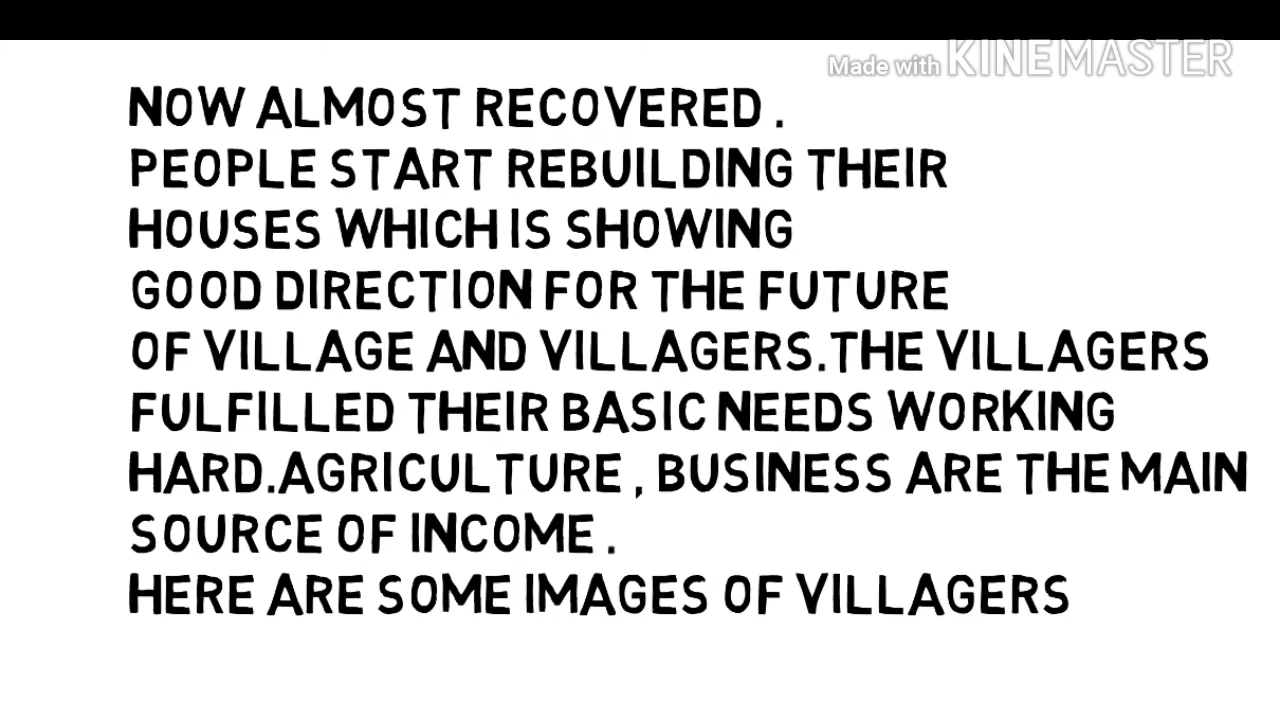 Made with KINEMASTER
NOW ALMOST RECOVERED .
PEOPLE START REBUILDING THEIR
HOUSES WHICH IS SHOWING
GOOD DIRECTION FOR THE FUTURE
OF VILLAGE AND VILLAGERS.THE VILLAGERS
FULFILLED THEIR BASIC NEEDS WORKING
HARD.AGRICULTURE , BUSINESS ARE THE MAIN
SOURCE OF INCOME .
HERE ARE SOME IMAGES OF VILLAGERS